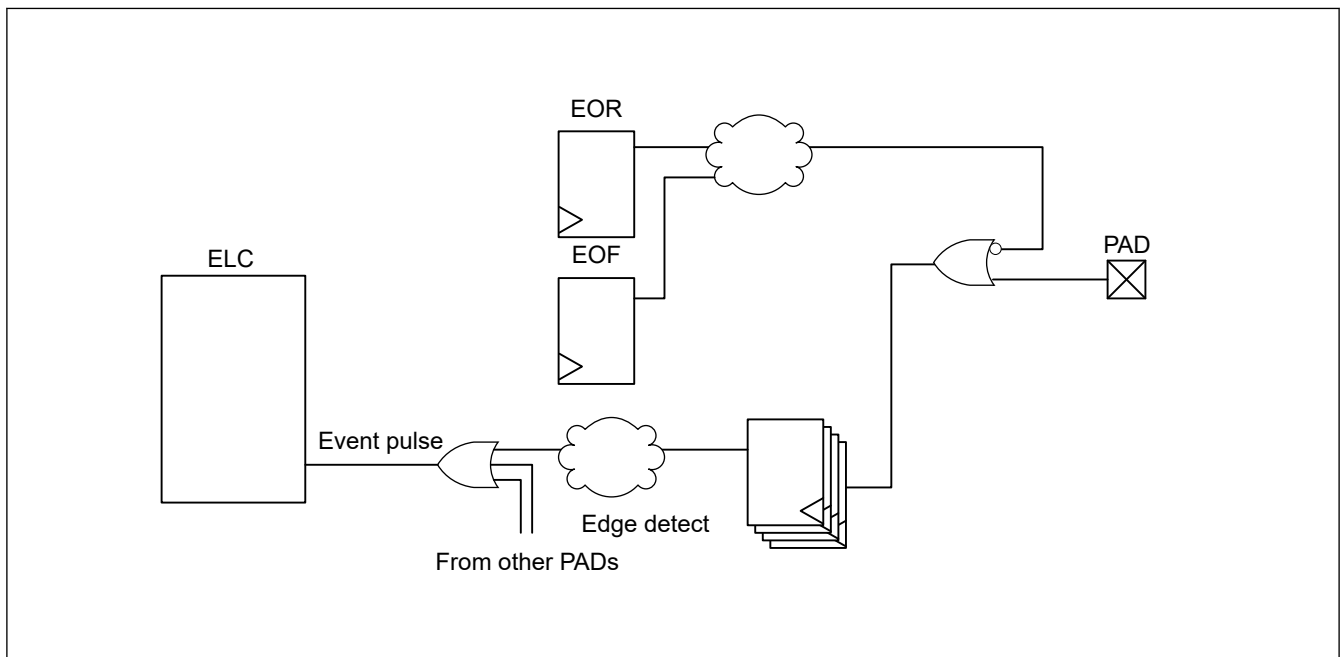 EOR
EOF
ELC
PAD
Event pulse
Edge detect
From other PADs